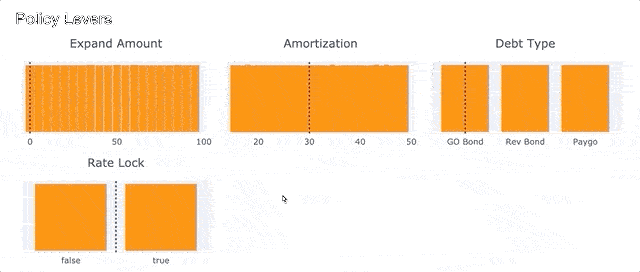 Policy Levers
Expand Amount
Amortization
Debt Type
0
50
100
20
30
40
50
GO Bond
Rev Bond
Paygo
Rate Lock
false
true